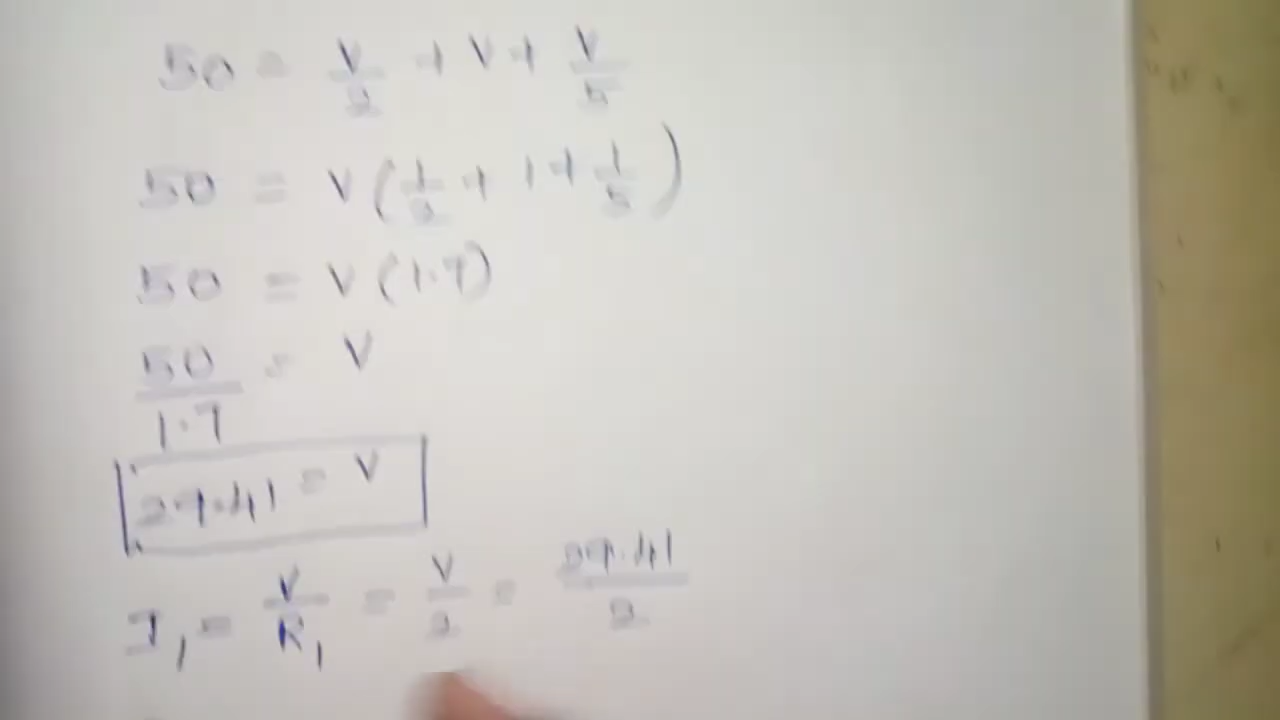 50 = V/2 + V + V/5
50 = V(1/2 + 1 + 1/5)
50 = V(1.7)
50/1.7 = V
29.41 = V
I1 = V/R1 = V/2 = 29.41/2